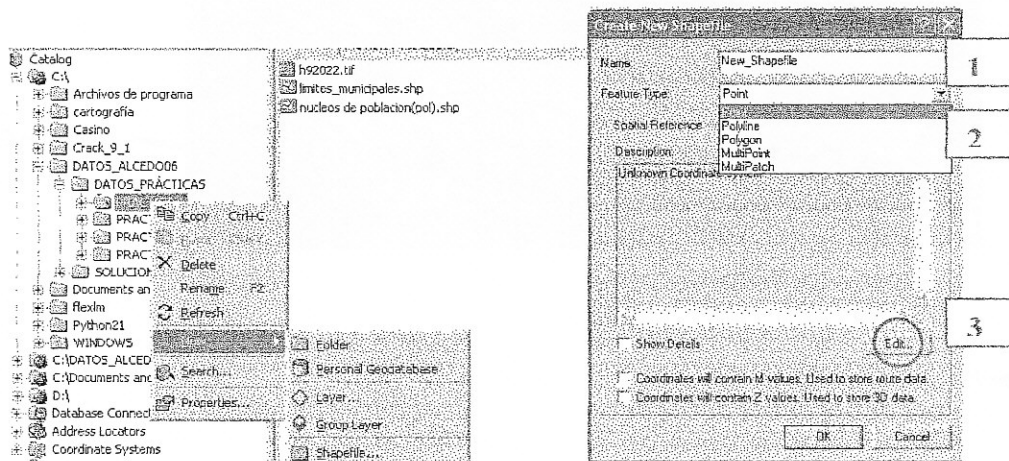 Catalog
C:\
Archivos de programa
cartografía
Casino
Crack_9_1
DATOS_ALCEDO06
DATOS_PRÁCTICAS
PRAC
PRAC
PRAC
SOLUCION
Documents an
flexlm
Python21
WINDOWS
C:\DATOS_ALCED
C:\Documents and
D:\
Database Connect
Address Locators
Coordinate Systems
h92022.tif
limites_municipales.shp
nucleos de poblacion(pol).shp
Copy Ctrl+C
Delete
Rename F2
Refresh
Search...
Properties...
Folder
Personal Geodatabase
Layer...
Group Layer
Shapefile...
Create New Shapefile
Name: New_Shapefile
1
Feature Type: Point
Polyline
Polygon
MultiPoint
MultiPatch
2
Spatial Reference
Description:
Unknown Coordinate System
3
Show Details
Edit...
Coordinates will contain M values. Used to store route data.
Coordinates will contain Z values. Used to store 3D data.
OK Cancel